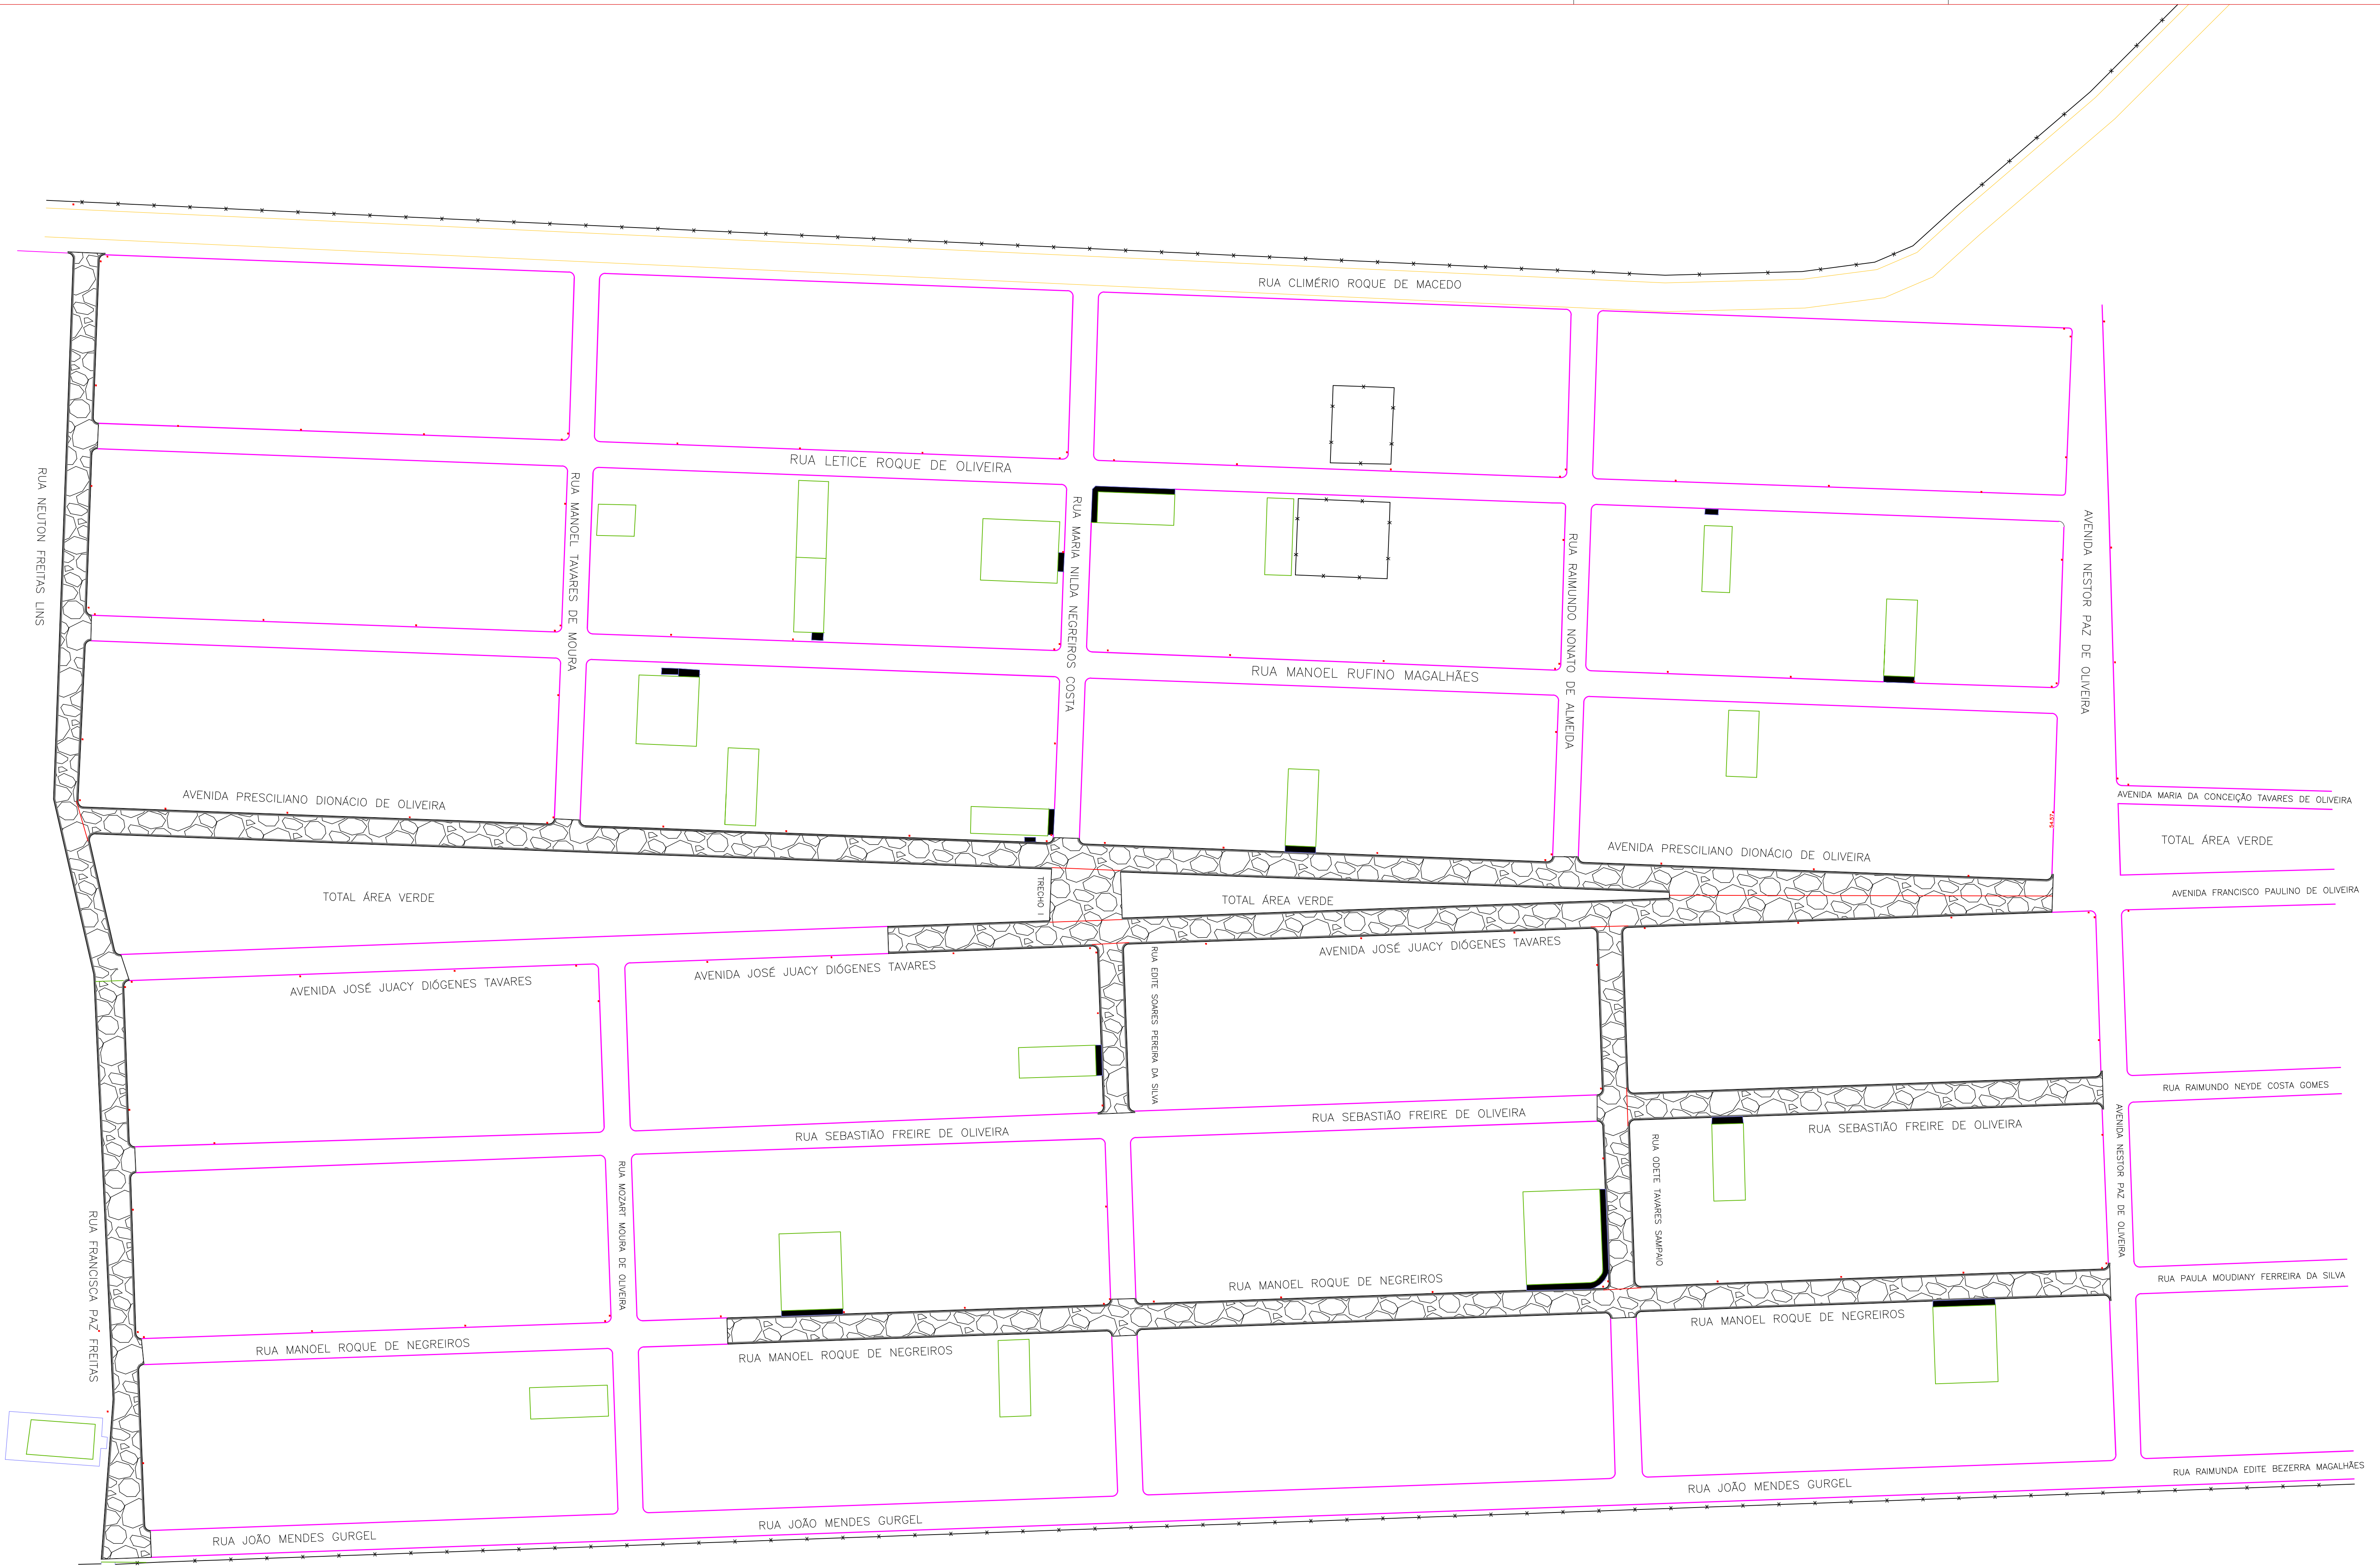 RUA CLIMÉRIO ROQUE DE MACEDO
RUA LETICE ROQUE DE OLIVEIRA
RUA NEUTON FREITAS LINS
RUA MANOEL TAVARES DE MOURA
RUA MARIA NILDA NEGREIROS COSTA
RUA RAIMUNDO NONATO DE ALMEIDA
AVENIDA NESTOR PAZ DE OLIVEIRA
RUA MANOEL RUFINO MAGALHÃES
AVENIDA PRESCILIANO DIONÁCIO DE OLIVEIRA
AVENIDA MARIA DA CONCEIÇÃO TAVARES DE OLIVEIRA
TOTAL ÁREA VERDE
AVENIDA PRESCILIANO DIONÁCIO DE OLIVEIRA
TOTAL ÁREA VERDE
TRECHO I
TOTAL ÁREA VERDE
AVENIDA FRANCISCO PAULINO DE OLIVEIRA
AVENIDA JOSÉ JUACY DIÓGENES TAVARES
AVENIDA JOSÉ JUACY DIÓGENES TAVARES
AVENIDA JOSÉ JUACY DIÓGENES TAVARES
RUA EDITE SOARES PEREIRA DA SILVA
RUA RAIMUNDO NEYDE COSTA GOMES
RUA SEBASTIÃO FREIRE DE OLIVEIRA
RUA SEBASTIÃO FREIRE DE OLIVEIRA
RUA SEBASTIÃO FREIRE DE OLIVEIRA
RUA FRANCISCA PAZ FREITAS
RUA MOZART MOURA DE OLIVEIRA
RUA ODETE TAVARES SAMPAIO
AVENIDA NESTOR PAZ DE OLIVEIRA
RUA PAULA MOUDIANY FERREIRA DA SILVA
RUA MANOEL ROQUE DE NEGREIROS
RUA MANOEL ROQUE DE NEGREIROS
RUA MANOEL ROQUE DE NEGREIROS
RUA MANOEL ROQUE DE NEGREIROS
RUA RAIMUNDA EDITE BEZERRA MAGALHÃES
RUA JOÃO MENDES GURGEL
RUA JOÃO MENDES GURGEL
RUA JOÃO MENDES GURGEL